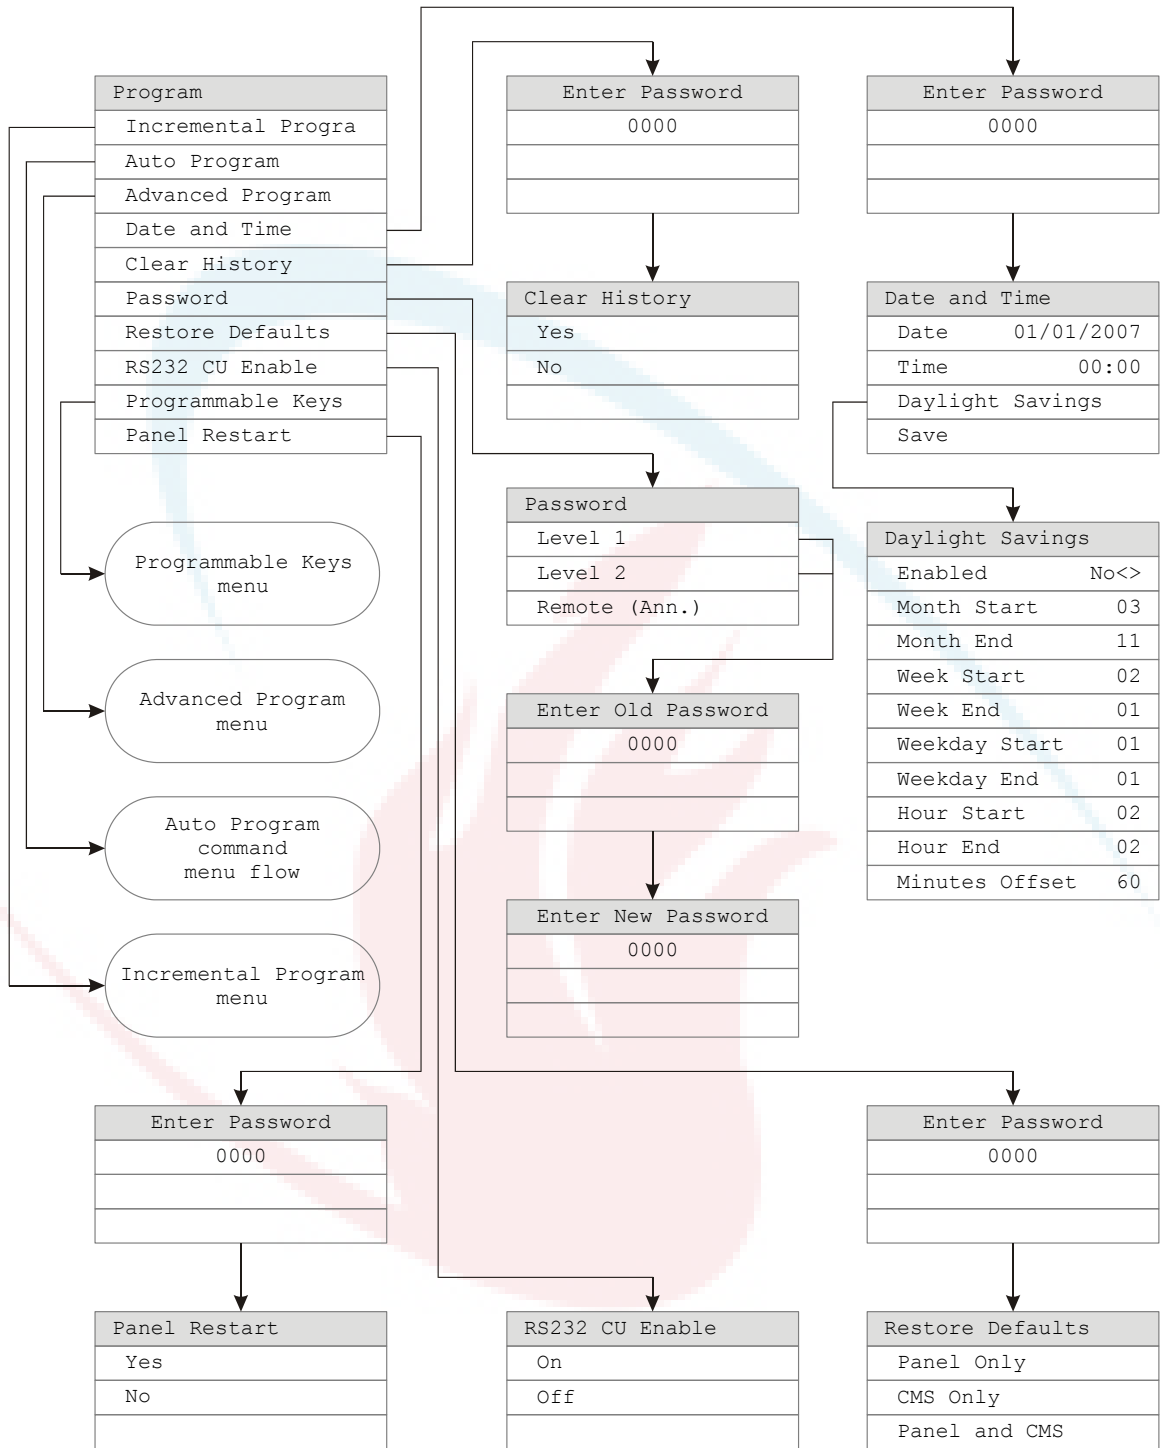 Program
Incremental Progra
Auto Program
Advanced Program
Date and Time
Clear History
Password
Restore Defaults
RS232 CU Enable
Programmable Keys
Panel Restart
Programmable Keys
menu
Advanced Program
menu
Auto Program
command
menu flow
Incremental Program
menu
Enter Password
0000
Panel Restart
Yes
No
Enter Password
0000
Clear History
Yes
No
Password
Level 1
Level 2
Remote (Ann.)
Enter Old Password
0000
Enter New Password
0000
RS232 CU Enable
On
Off
Enter Password
0000
Date and Time
Date 01/01/2007
Time 00:00
Daylight Savings
Save
Daylight Savings
Enabled No<>
Month Start 03
Month End 11
Week Start 02
Week End 01
Weekday Start 01
Weekday End 01
Hour Start 02
Hour End 02
Minutes Offset 60
Enter Password
0000
Restore Defaults
Panel Only
CMS Only
Panel and CMS